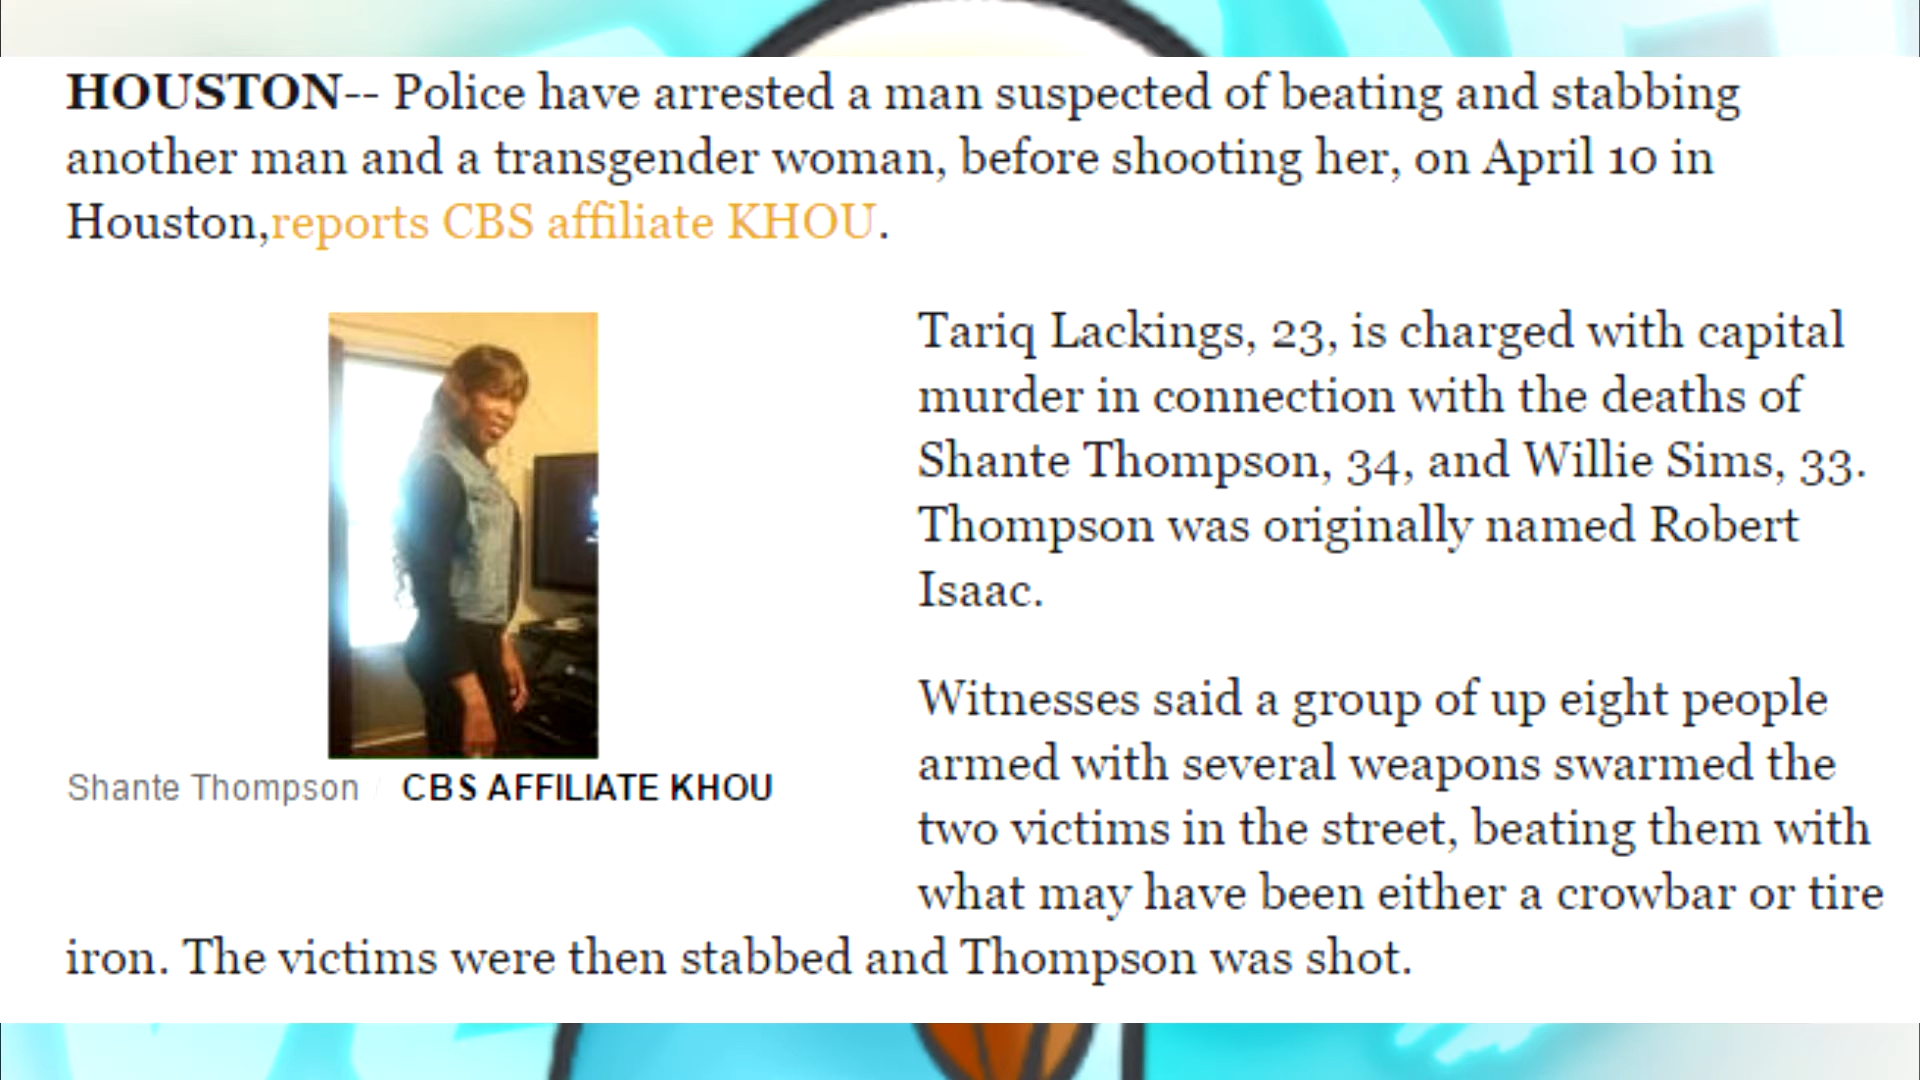 HOUSTON-- Police have arrested a man suspected of beating and stabbing
another man and a transgender woman, before shooting her, on April 10 in
Houston,reports CBS affiliate KHOU.
Shante Thompson / CBS AFFILIATE KHOU
Tariq Lackings, 23, is charged with capital
murder in connection with the deaths of
Shante Thompson, 34, and Willie Sims, 33.
Thompson was originally named Robert
Isaac.
Witnesses said a group of up eight people
armed with several weapons swarmed the
two victims in the street, beating them with
what may have been either a crowbar or tire
iron. The victims were then stabbed and Thompson was shot.